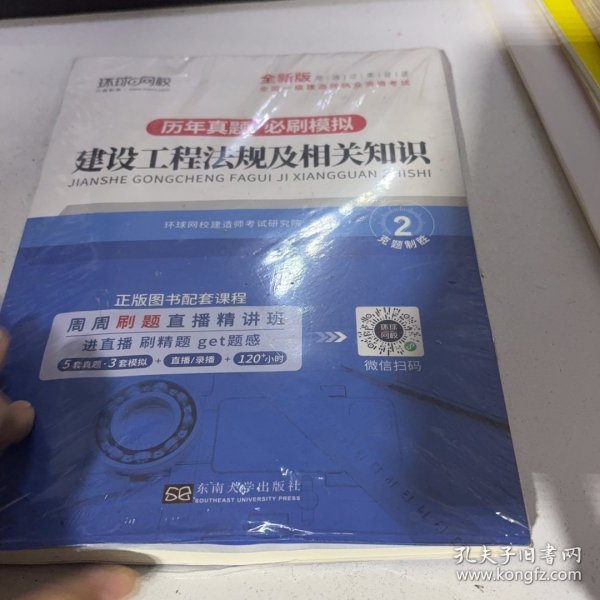 环球网校
全新版
全国一级建造师执业资格考试
历年真题 必刷模拟
建设工程法规及相关知识
JIANSHE GONGCHENG FAGUI JI XIANGGUAN ZHISHI
环球网校建造师考试研究院
2
克题制胜
正版图书配套课程
周周刷题直播精讲班
进直播 刷精题 get题感
5套真题·3套模拟 + 直播/录播 + 120+小时
环球网校
微信扫码
东南大学出版社
SOUTHEAST UNIVERSITY PRESS
孔夫子旧书网
www.kongfz.com